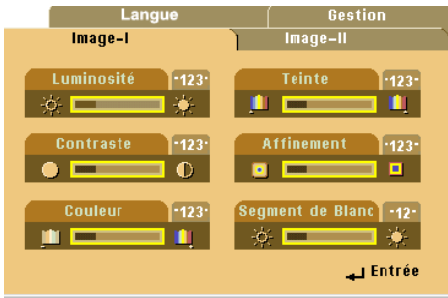 Langue Gestion
Image-I Image-II
Luminosité -123- Teinte -123-
Contraste -123- Affinement -123-
Couleur -123- Segment de Blanc -12-
Entrée